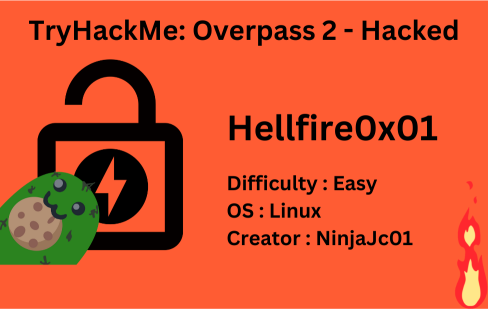 TryHackMe: Overpass 2 - Hacked
Hellfire0x01
Difficulty : Easy
OS : Linux
Creator : NinjaJc01